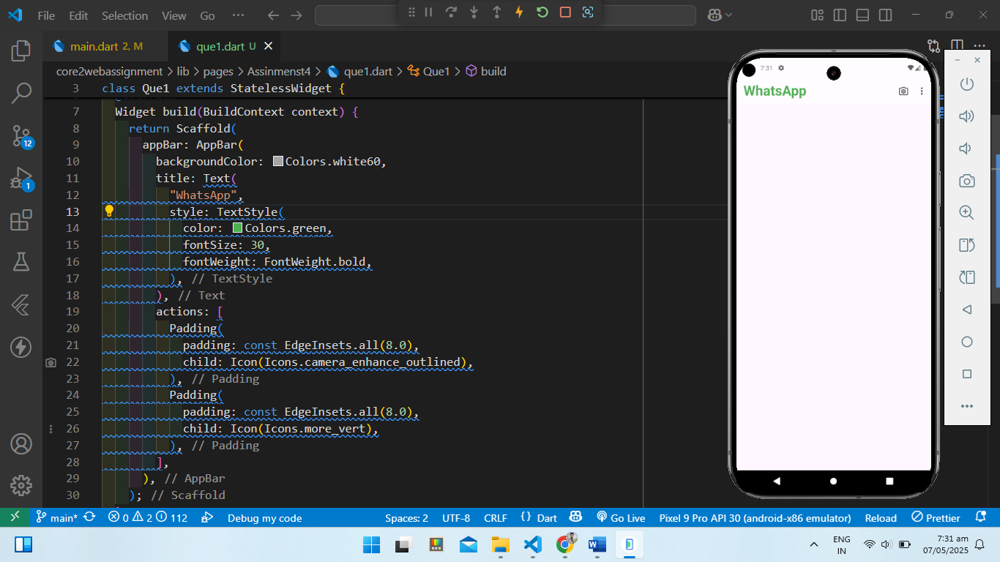 File Edit Selection View Go ···
main.dart 2, M que1.dart U
core2webassignment > lib > pages > Assinmenst4 > que1.dart > Que1 > build
3 class Que1 extends StatelessWidget {
7 Widget build(BuildContext context) {
8 return Scaffold(
9 appBar: AppBar(
10 backgroundColor: Colors.white60,
11 title: Text(
12 "WhatsApp",
13 style: TextStyle(
14 color: Colors.green,
15 fontSize: 30,
16 fontWeight: FontWeight.bold,
17 ), // TextStyle
18 ), // Text
19 actions: [
20 Padding(
21 padding: const EdgeInsets.all(8.0),
22 child: Icon(Icons.camera_enhance_outlined),
23 ), // Padding
24 Padding(
25 padding: const EdgeInsets.all(8.0),
26 child: Icon(Icons.more_vert),
27 ), // Padding
28 ],
29 ), // AppBar
30 ); // Scaffold
7:31
WhatsApp
12
1
main* 0 2 112 Debug my code Spaces: 2 UTF-8 CRLF {} Dart Go Live Pixel 9 Pro API 30 (android-x86 emulator) Reload Prettier
ENG
IN
7:31 am
07/05/2025